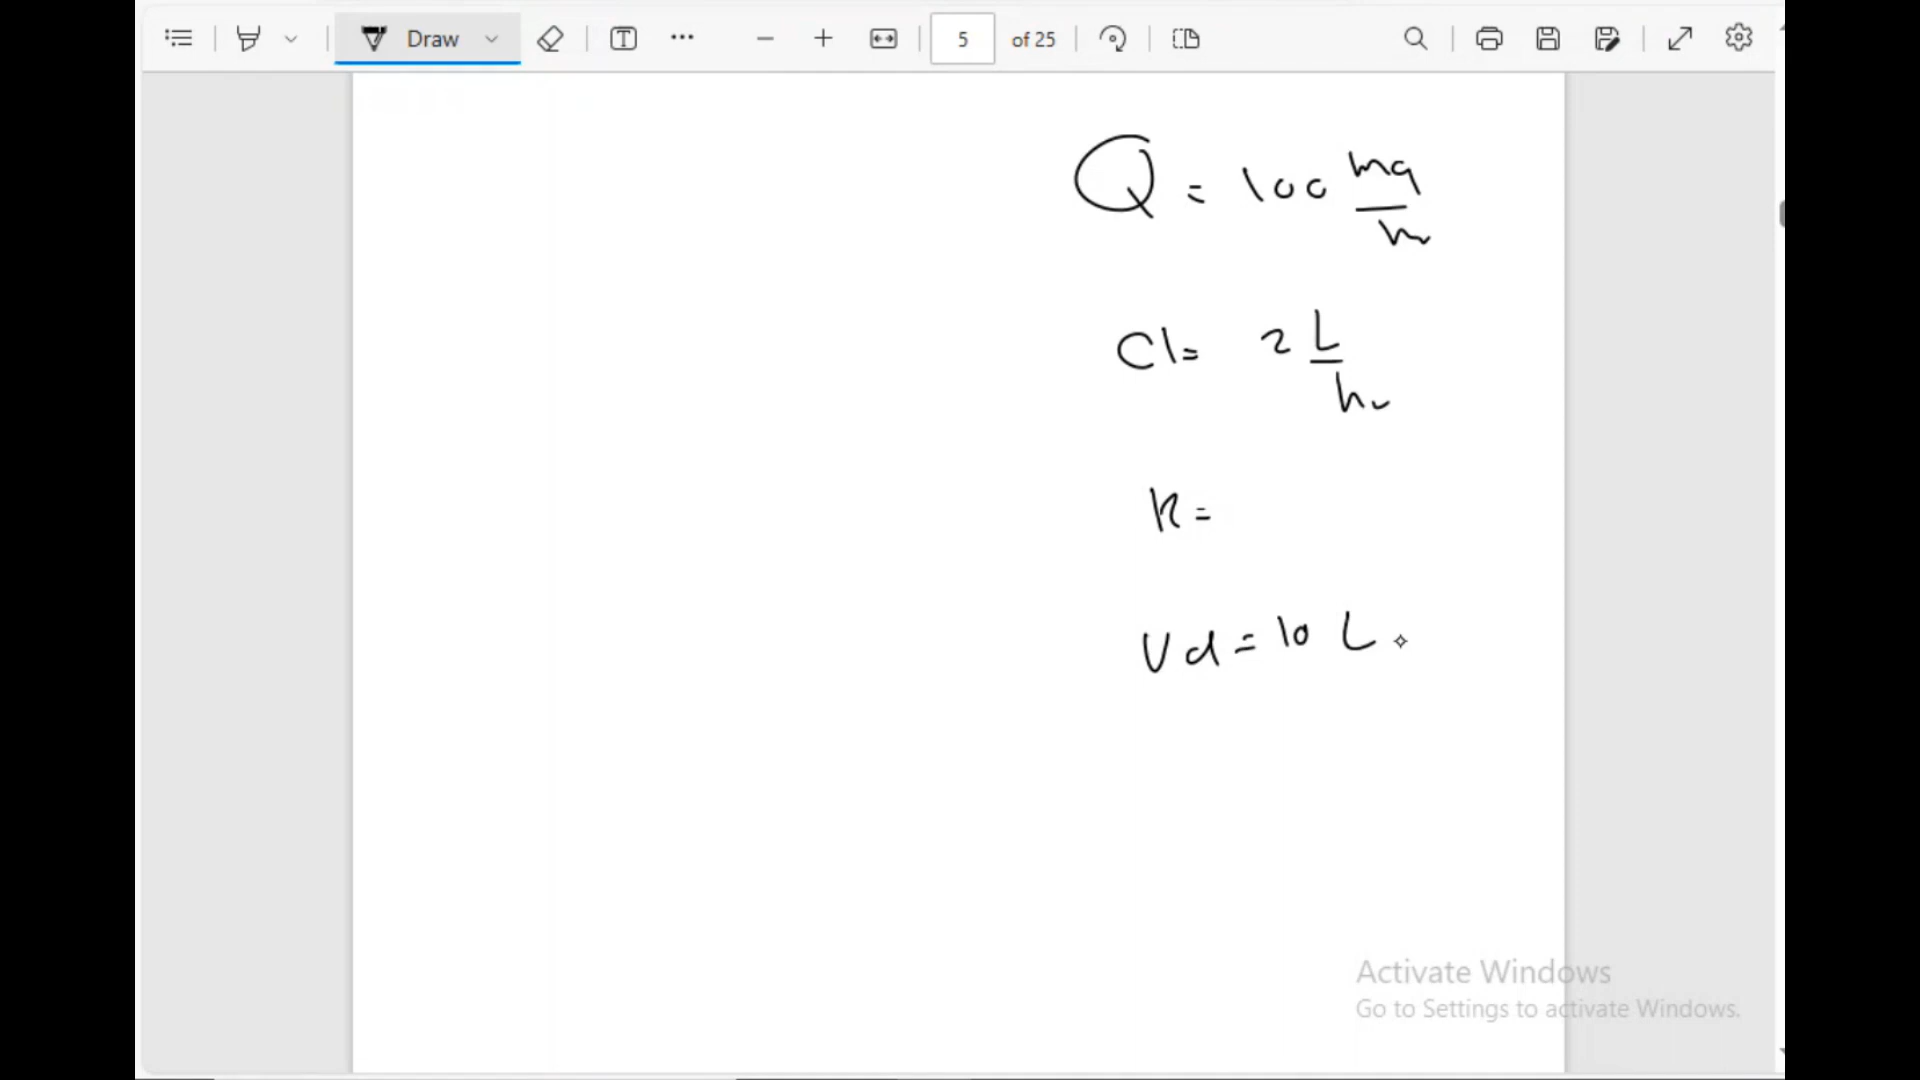 Draw 5 of 25
Q = 100 mg
hr
Cl = 2 L
hr
K =
Vd = 10 L
Activate Windows
Go to Settings to activate Windows.